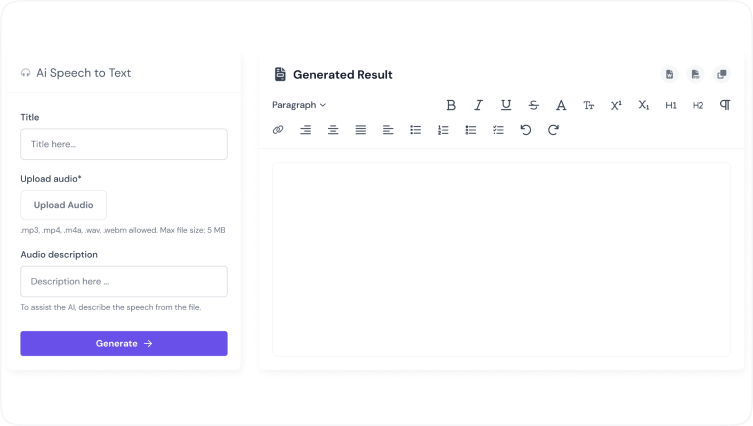 Ai Speech to Text
Title
Title here...
Upload audio*
Upload Audio
.mp3, .mp4, .m4a, .wav, .webm allowed. Max file size: 5 MB
Audio description
Description here ...
To assist the AI, describe the speech from the file.
Generate
Generated Result
Paragraph
B I U S A Tт X¹ X₁ H1 H2